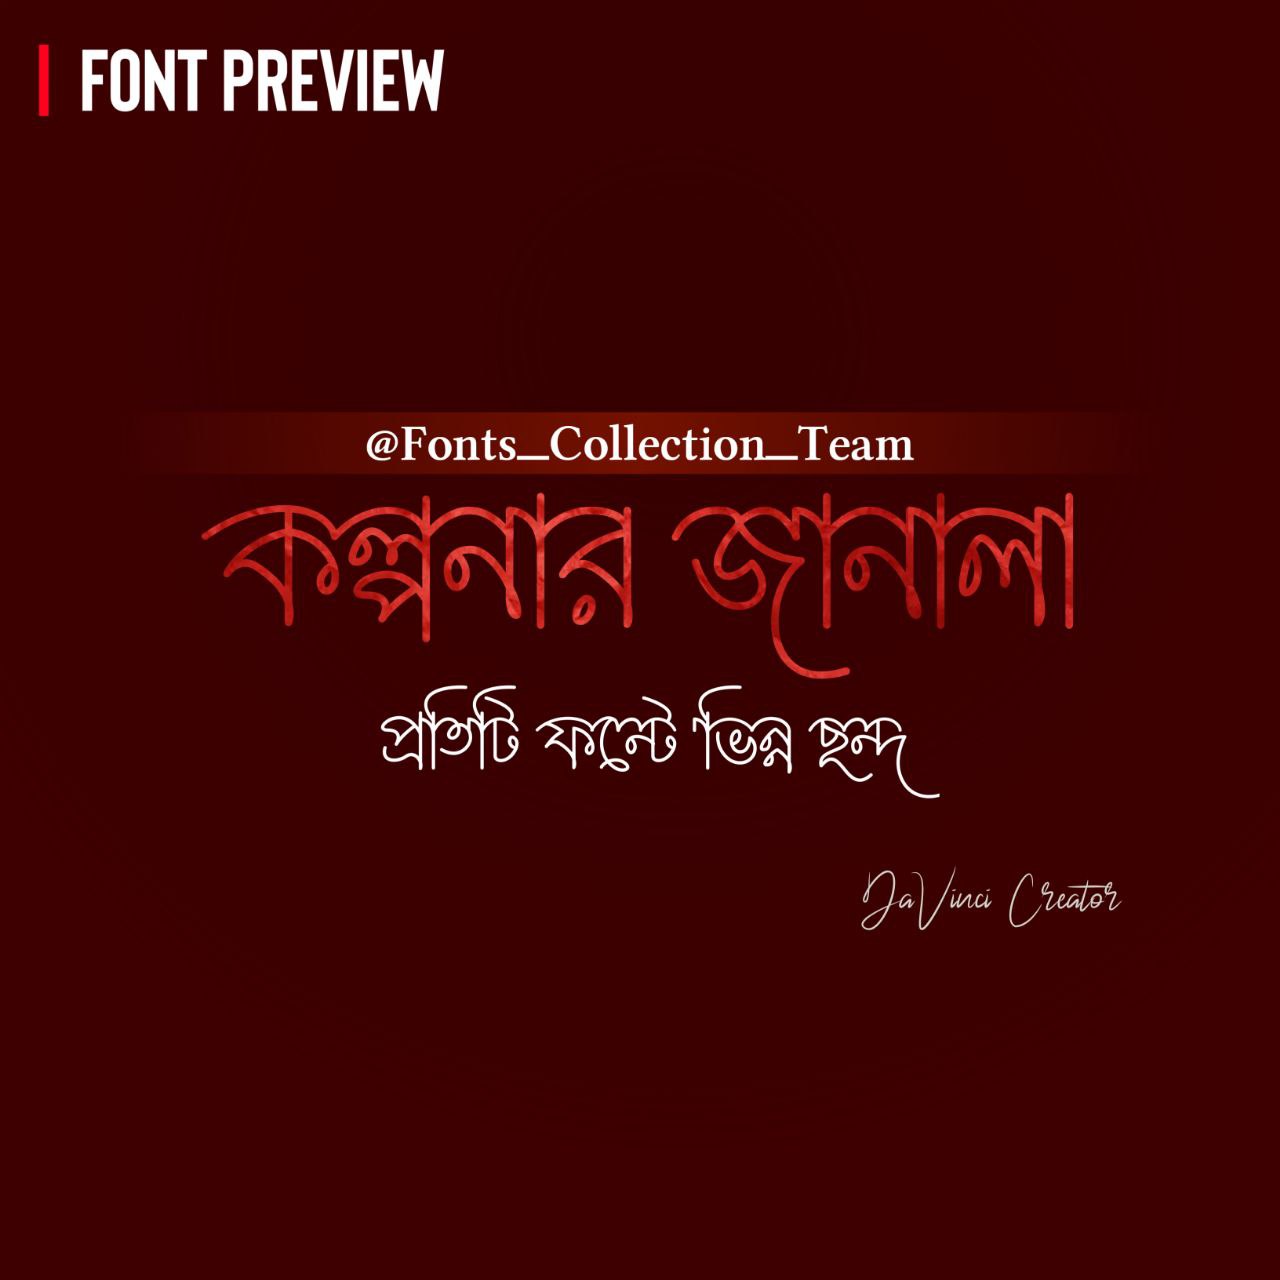 FONT PREVIEW
@Fonts_Collection_Team
কল্পনার জানালা
প্রতিটি ফন্টে ভিন্ন ছন্দ
DaVinci Creator